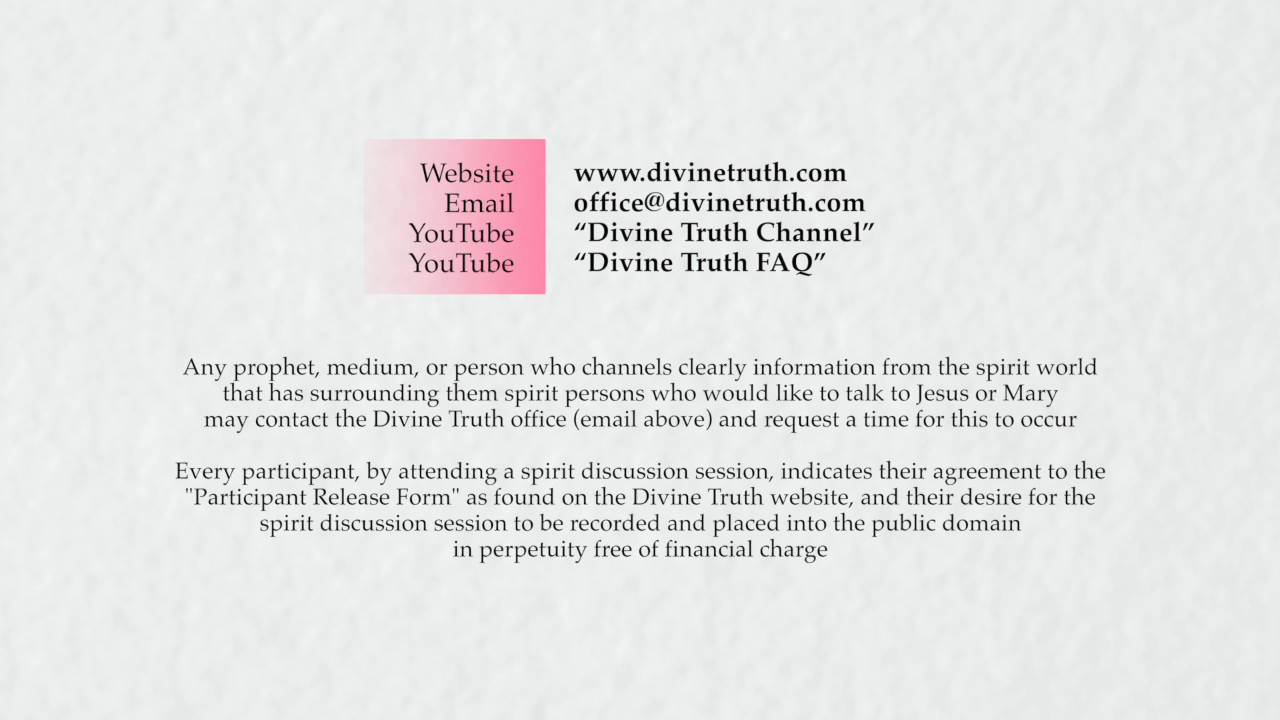 Website www.divinetruth.com
Email office@divinetruth.com
YouTube “Divine Truth Channel”
YouTube “Divine Truth FAQ”
Any prophet, medium, or person who channels clearly information from the spirit world
that has surrounding them spirit persons who would like to talk to Jesus or Mary
may contact the Divine Truth office (email above) and request a time for this to occur
Every participant, by attending a spirit discussion session, indicates their agreement to the
"Participant Release Form" as found on the Divine Truth website, and their desire for the
spirit discussion session to be recorded and placed into the public domain
in perpetuity free of financial charge